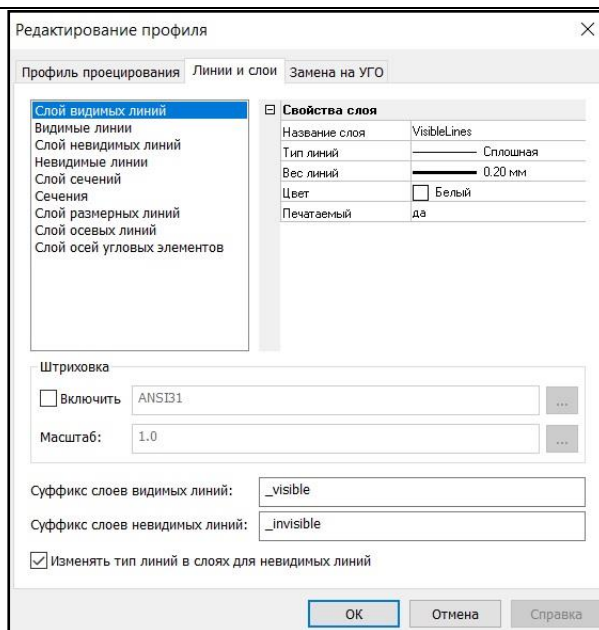 Редактирование профиля
Профиль проецирования Линии и слои Замена на УГО
Слой видимых линий
Видимые линии
Слой невидимых линий
Невидимые линии
Слой сечений
Сечения
Слой размерных линий
Слой осевых линий
Слой осей угловых элементов
Свойства слоя
Название слоя VisibleLines
Тип линий Сплошная
Вес линий 0.20 мм
Цвет Белый
Печатаемый да
Штриховка
Включить ANSI31 ...
Масштаб: 1.0 ...
Суффикс слоев видимых линий: _visible
Суффикс слоев невидимых линий: _invisible
Изменять тип линий в слоях для невидимых линий
ОК Отмена Справка